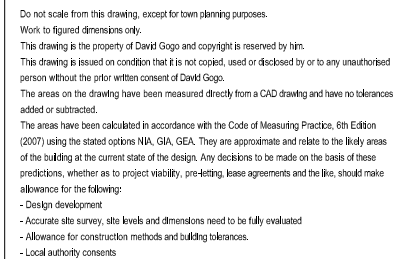 Do not scale from this drawing, except for town planning purposes.
Work to figured dimensions only.
This drawing is the property of David Gogo and copyright is reserved by him.
This drawing is issued on condition that it is not copied, used or disclosed by or to any unauthorised
person without the prior written consent of David Gogo.
The areas on the drawing have been measured directly from a CAD drawing and have no tolerances
added or subtracted.
The areas have been calculated in accordance with the Code of Measuring Practice, 6th Edition
(2007) using the stated options NIA, GIA, GEA. They are approximate and relate to the likely areas
of the building at the current state of the design. Any decisions to be made on the basis of these
predictions, whether as to project viability, pre-letting, lease agreements and the like, should make
allowance for the following:
- Design development
- Accurate site survey, site levels and dimensions need to be fully evaluated
- Allowance for construction methods and building tolerances.
- Local authority consents